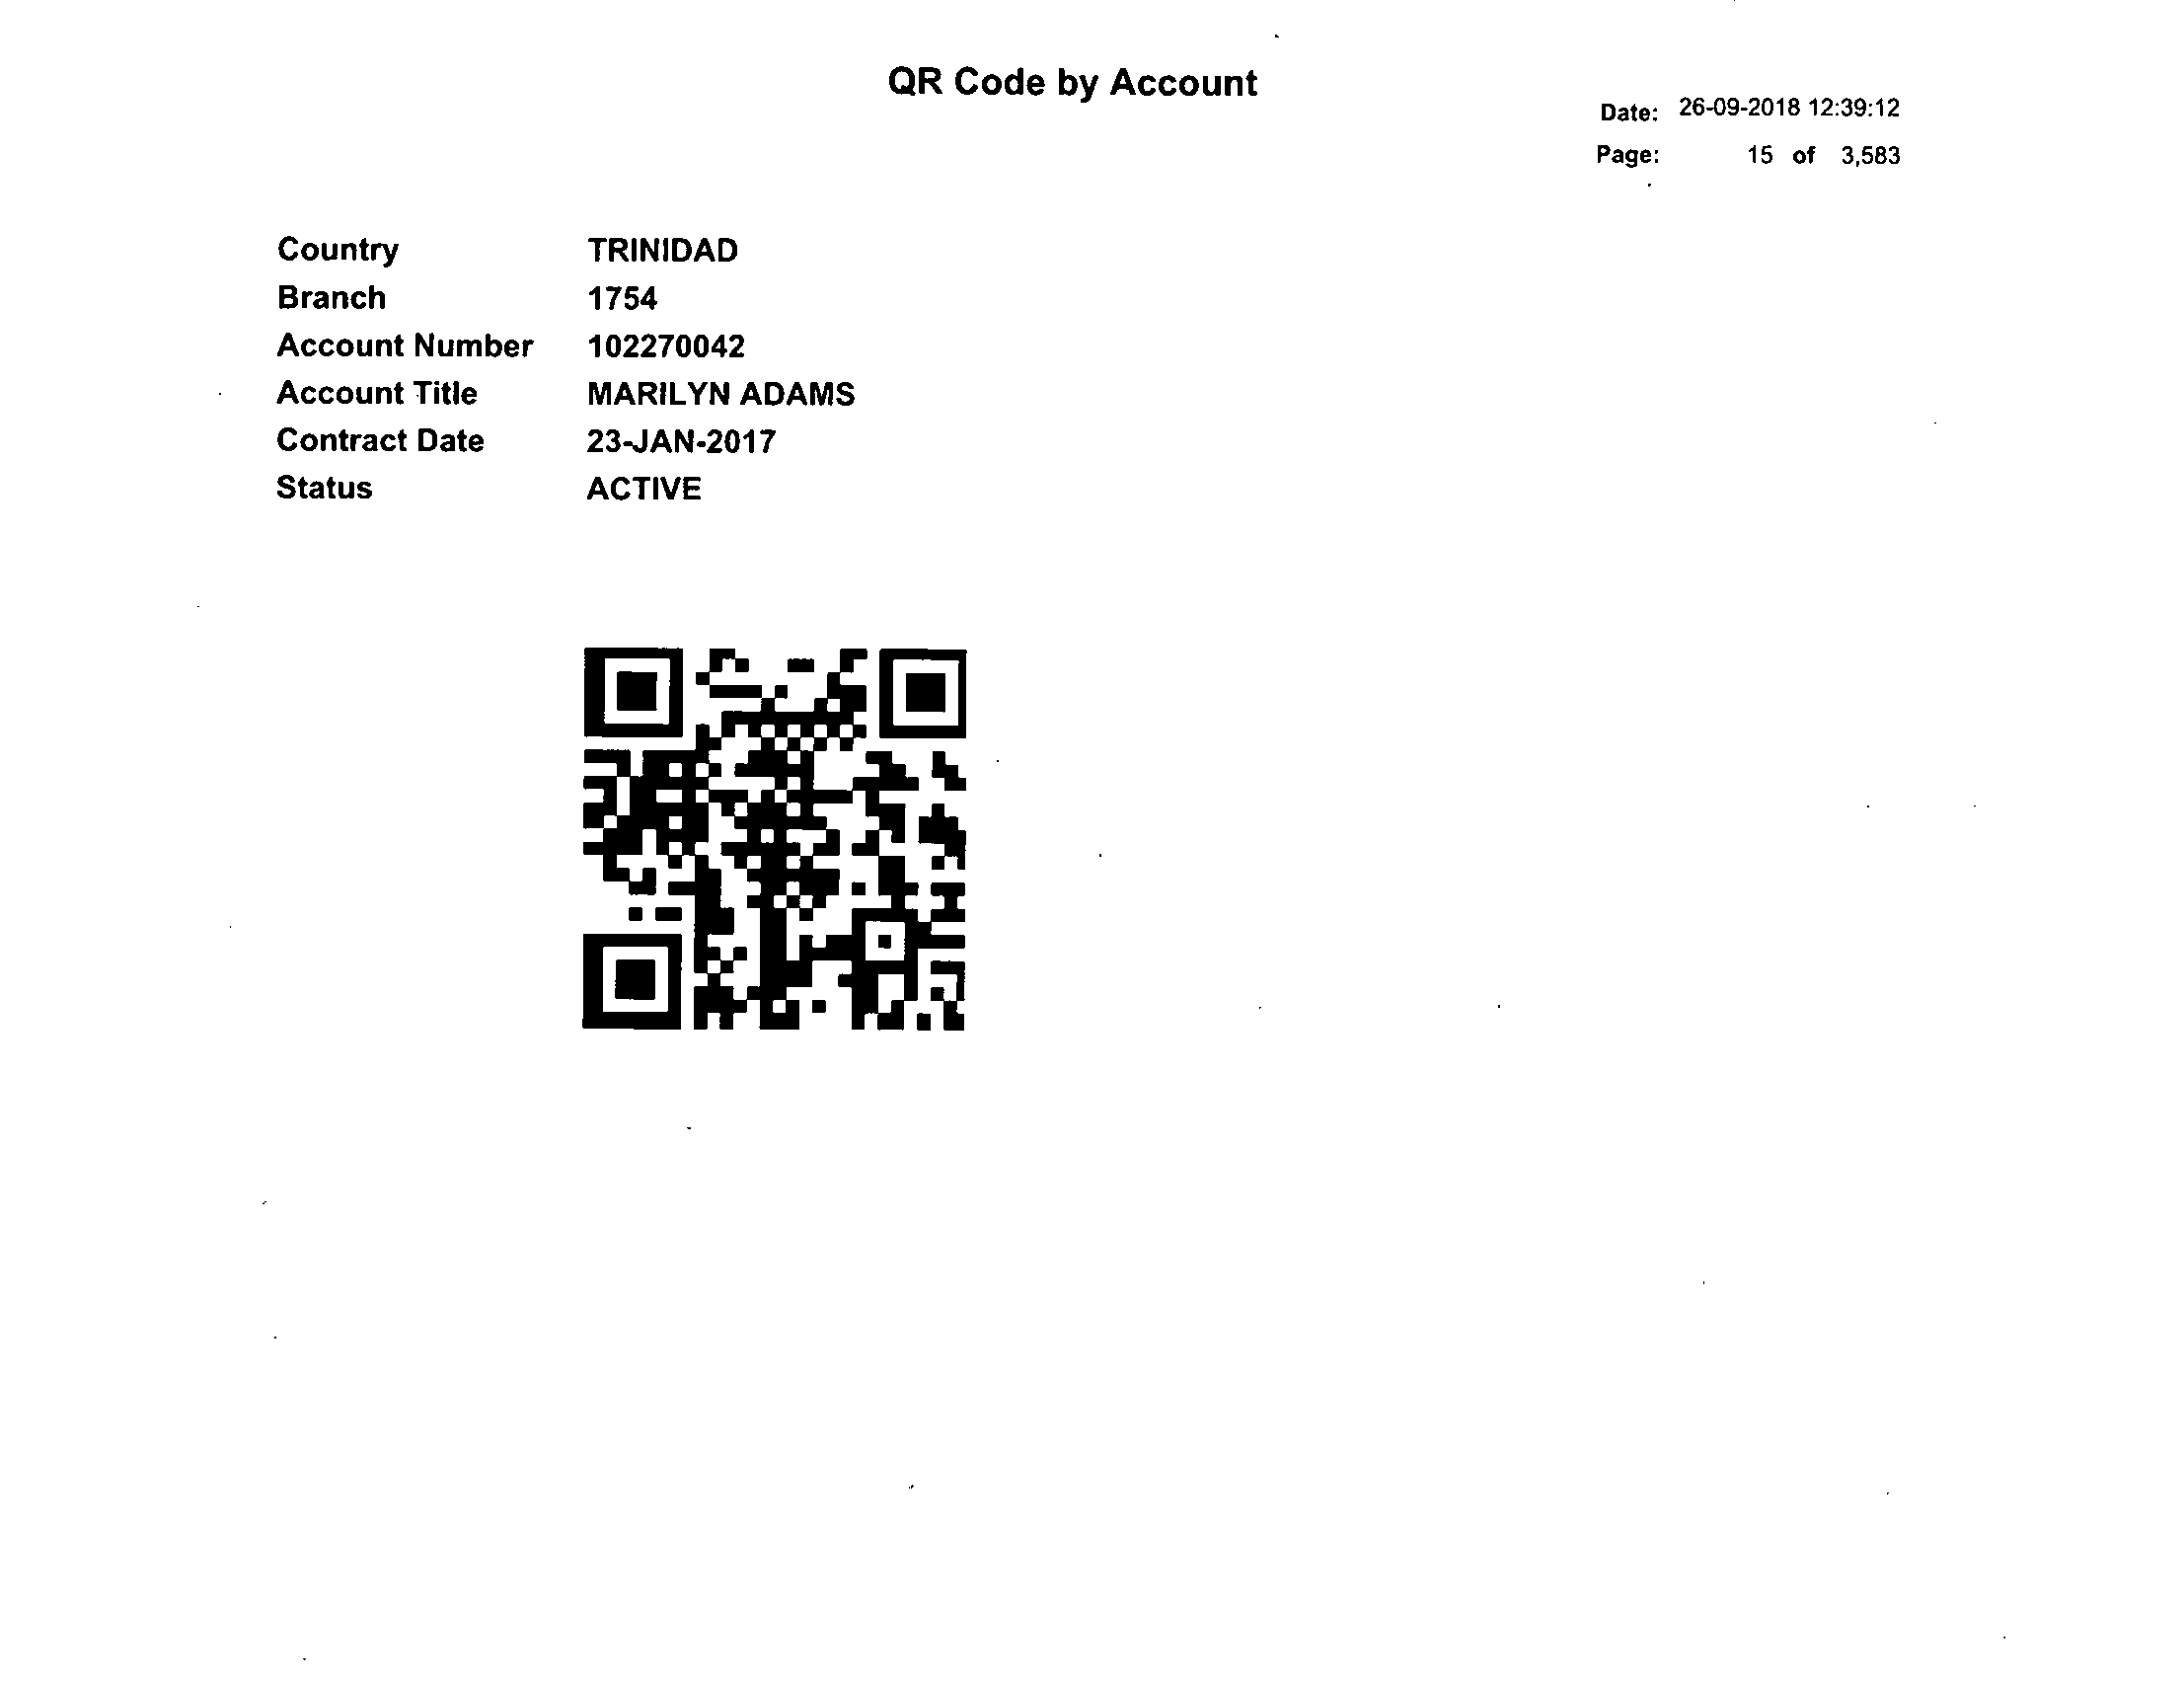 QR Code by Account
Date: 26-09-2018 12:39:12
Page: 15 of 3,583
Country TRINIDAD
Branch 1754
Account Number 102270042
Account Title MARILYN ADAMS
Contract Date 23-JAN-2017
Status ACTIVE